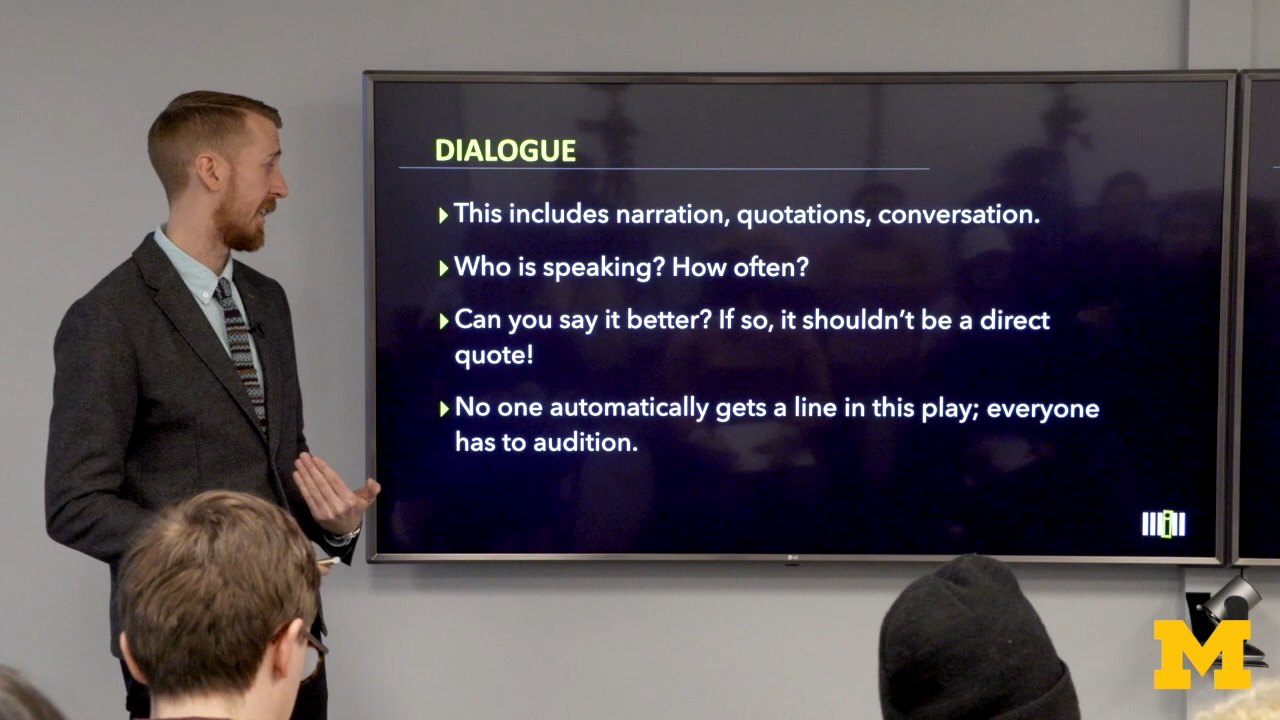 DIALOGUE
This includes narration, quotations, conversation.
Who is speaking? How often?
Can you say it better? If so, it shouldn't be a direct
quote!
No one automatically gets a line in this play; everyone
has to audition.
LG
M